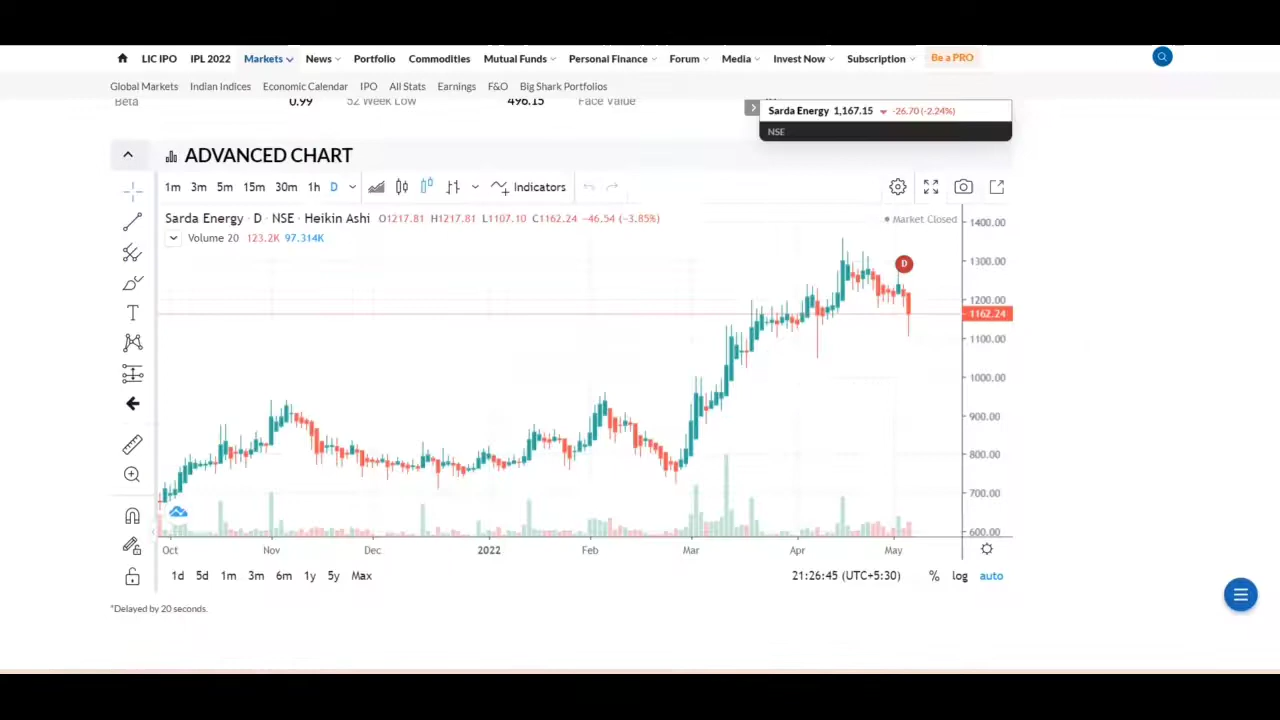 LIC IPO IPL 2022 Markets News Portfolio Commodities Mutual Funds Personal Finance Forum Media Invest Now Subscription Be a PRO
Global Markets Indian Indices Economic Calendar IPO All Stats Earnings F&O Big Shark Portfolios
Beta 0.99 52 Week Low 496.15 Face Value
Sarda Energy 1,167.15 -26.70 (-2.24%)
NSE
ADVANCED CHART
1m 3m 5m 15m 30m 1h D Indicators
Sarda Energy · D · NSE · Heikin Ashi O1217.81 H1217.81 L1107.10 C1162.24 -46.54 (-3.85%)
Market Closed
Volume 20 123.2K 97.314K
1400.00
1300.00
D
1200.00
1162.24
1100.00
1000.00
900.00
800.00
700.00
600.00
Oct Nov Dec 2022 Feb Mar Apr May
1d 5d 1m 3m 6m 1y 5y Max 21:26:45 (UTC+5:30) % log auto
*Delayed by 20 seconds.